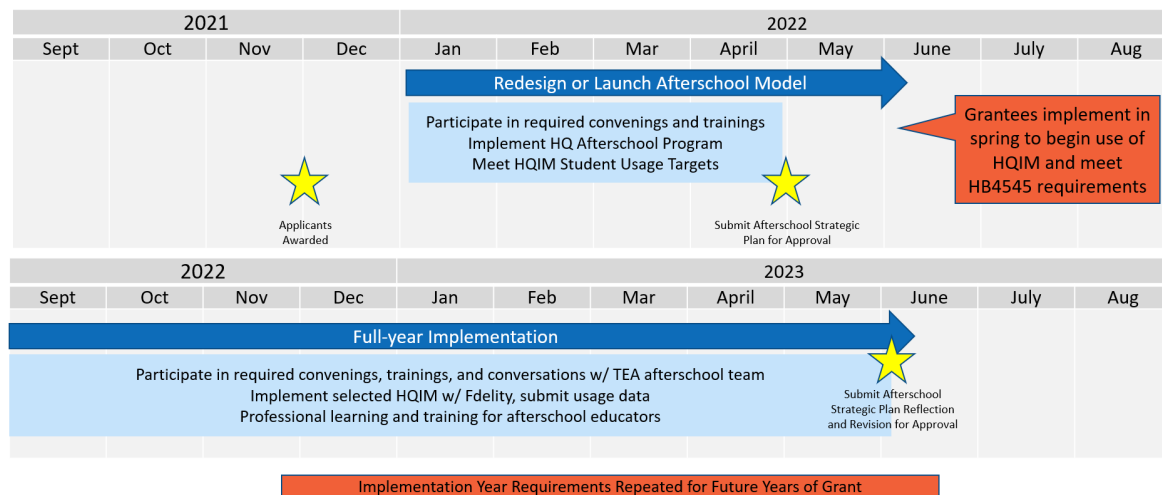 2021
2022
Sept Oct Nov Dec Jan Feb Mar April May June July Aug
Redesign or Launch Afterschool Model
Participate in required convenings and trainings
Implement HQ Afterschool Program
Meet HQIM Student Usage Targets
Grantees implement in
spring to begin use of
HQIM and meet
HB4545 requirements
Applicants
Awarded
Submit Afterschool Strategic
Plan for Approval
2022
2023
Sept Oct Nov Dec Jan Feb Mar April May June July Aug
Full-year Implementation
Participate in required convenings, trainings, and conversations w/ TEA afterschool team
Implement selected HQIM w/ Fdelity, submit usage data
Professional learning and training for afterschool educators
Submit Afterschool
Strategic Plan Reflection
and Revision for Approval
Implementation Year Requirements Repeated for Future Years of Grant